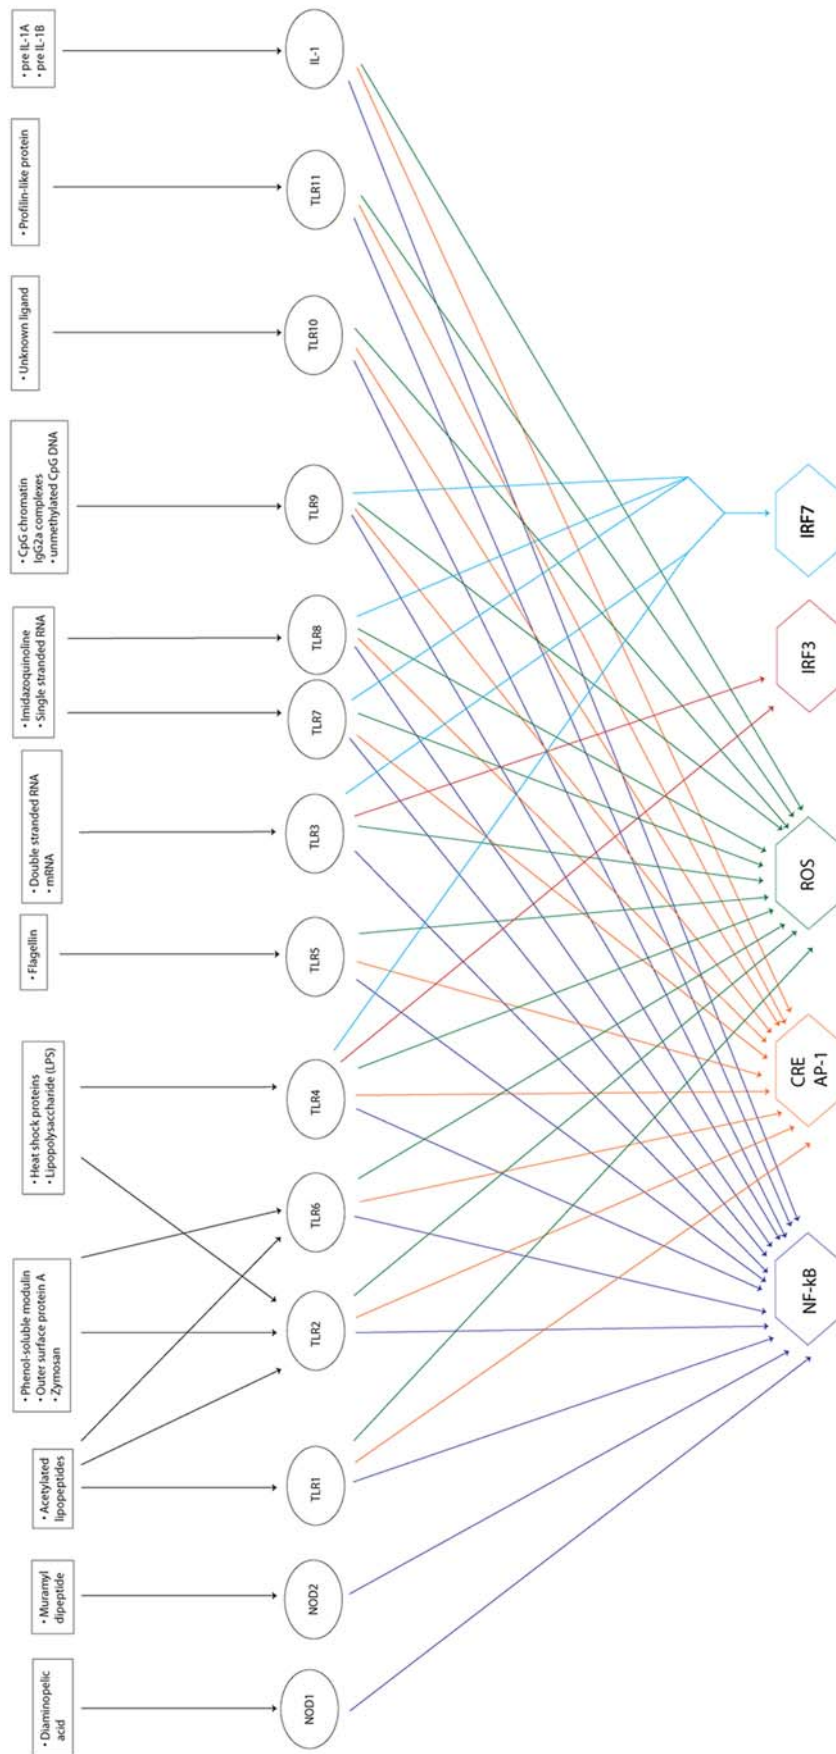 • Diaminopelic
acid
• Muramyl
dipeptide
• Acetylated
lipopeptides
• Phenol-soluble modulin
• Outer surface protein A
• Zymosan
• Heat shock proteins
• Lipopolysaccharide (LPS)
• Flagellin
• Double stranded RNA
• mRNA
• Imidazoquinoline
• Single stranded RNA
• CpG chromatin
IgG2a complexes
• unmethylated CpG DNA
• Unknown ligand
• Profilin-like protein
• pre IL-1A
• pre IL-1B
NOD1
NOD2
TLR1
TLR2
TLR6
TLR4
TLR5
TLR3
TLR7
TLR8
TLR9
TLR10
TLR11
IL-1
NF-kB
CRE
AP-1
ROS
IRF3
IRF7